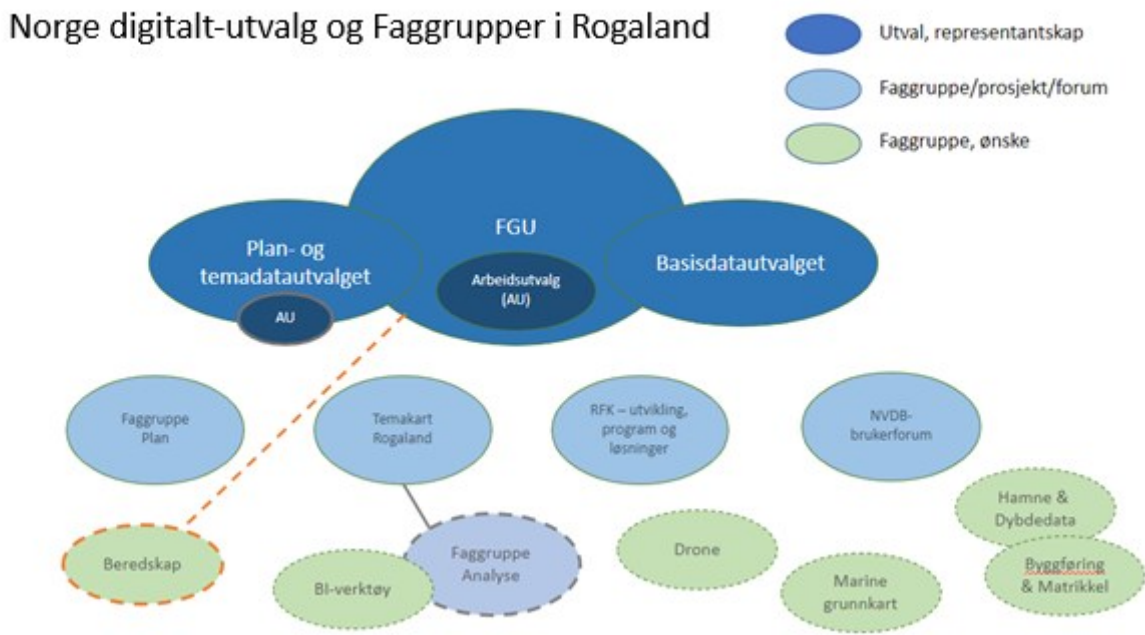 Norge digitalt-utvalg og Faggrupper i Rogaland
Utval, representantskap
Faggruppe/prosjekt/forum
Faggruppe, ønske
FGU
Plan- og
temadatautvalget
Basisdatautvalget
Arbeidsutvalg
(AU)
AU
Faggruppe
Plan
Temakart
Rogaland
RFK – utvikling,
program og
løsninger
NVDB-
brukerforum
Hamne &
Dybdedata
Beredskap
BI-verktøy
Faggruppe
Analyse
Drone
Marine
grunnkart
Byggføring
& Matrikkel